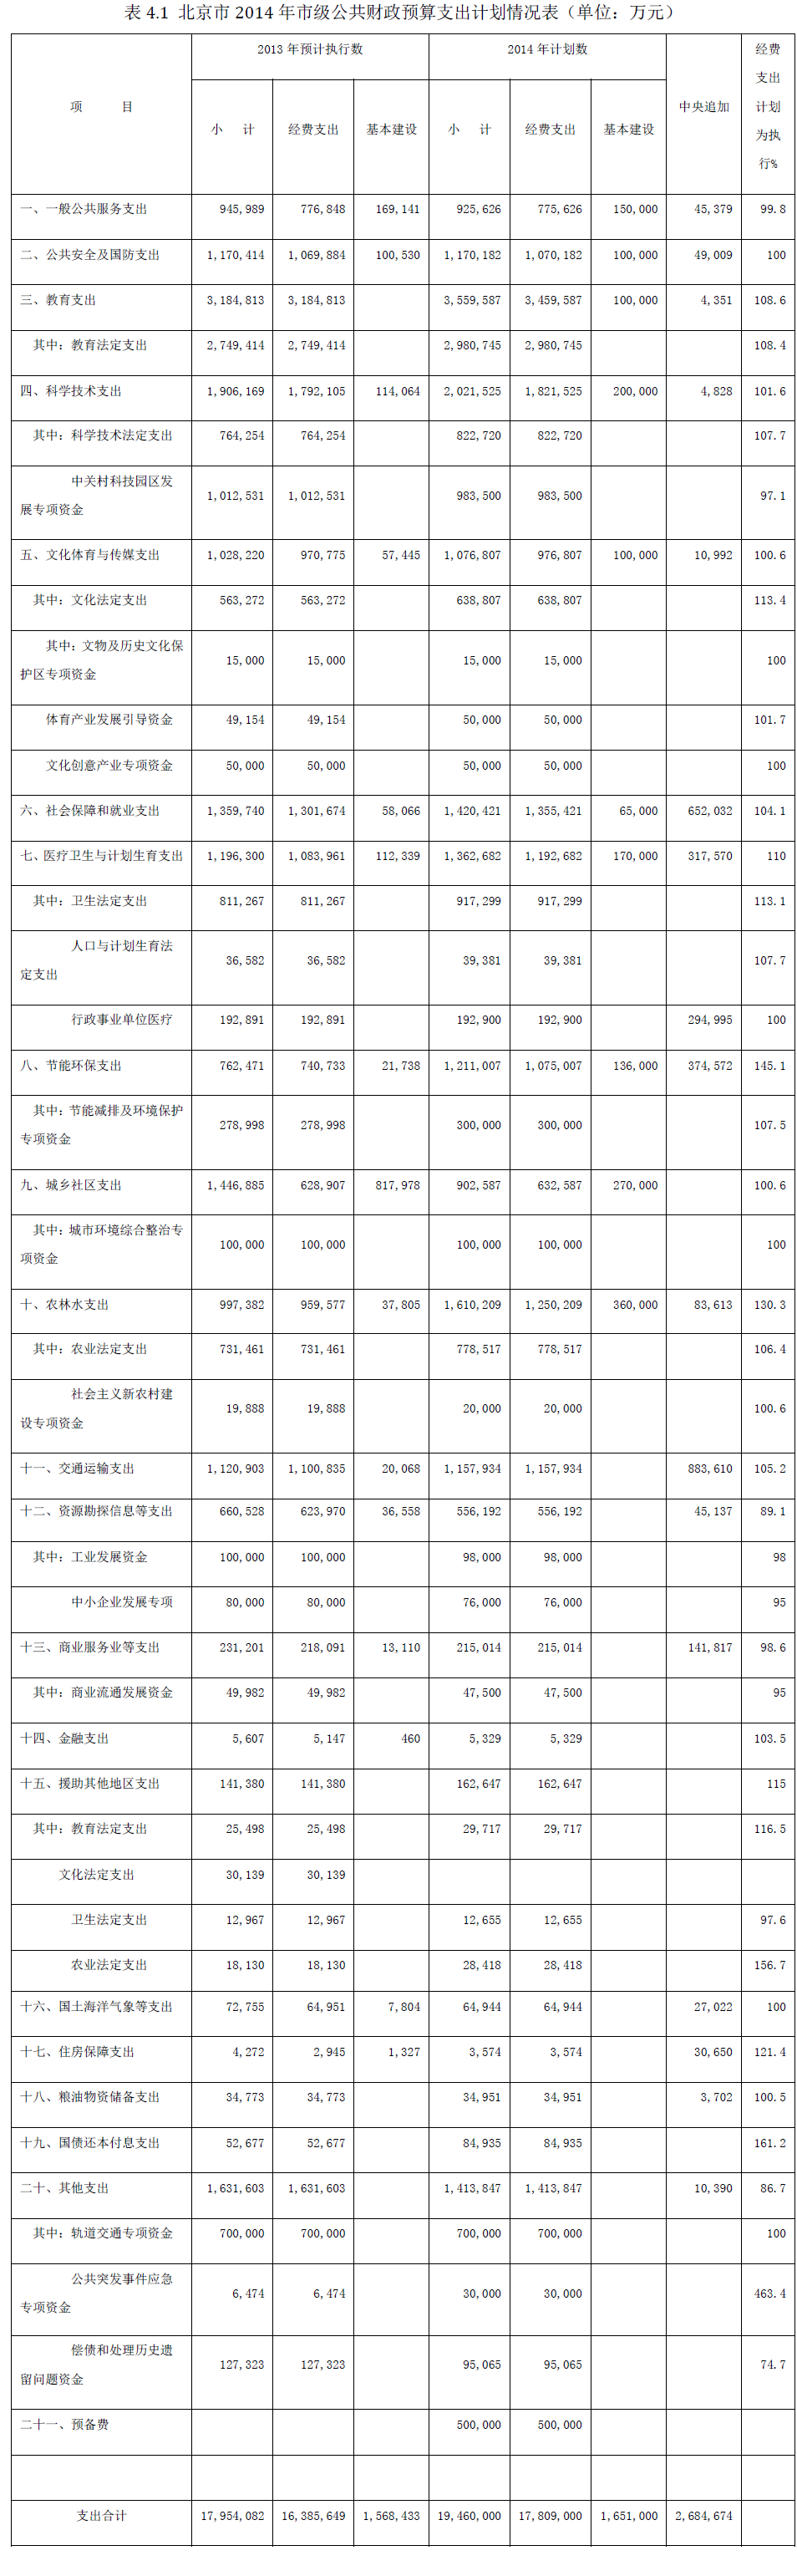 表 4.1 北京市 2014 年市级公共财政预算支出计划情况表（单位：万元）
项 目 2013 年预计执行数 2014 年计划数 中央追加 经费支出计划为执行%
小 计 经费支出 基本建设 小 计 经费支出 基本建设
一、一般公共服务支出 945,989 776,848 169,141 925,626 775,626 150,000 45,379 99.8
二、公共安全及国防支出 1,170,414 1,069,884 100,530 1,170,182 1,070,182 100,000 49,009 100
三、教育支出 3,184,813 3,184,813 3,559,587 3,459,587 100,000 4,351 108.6
其中：教育法定支出 2,749,414 2,749,414 2,980,745 2,980,745 108.4
四、科学技术支出 1,906,169 1,792,105 114,064 2,021,525 1,821,525 200,000 4,828 101.6
其中：科学技术法定支出 764,254 764,254 822,720 822,720 107.7
中关村科技园区发
展专项资金 1,012,531 1,012,531 983,500 983,500 97.1
五、文化体育与传媒支出 1,028,220 970,775 57,445 1,076,807 976,807 100,000 10,992 100.6
其中：文化法定支出 563,272 563,272 638,807 638,807 113.4
其中：文物及历史文化保
护区专项资金 15,000 15,000 15,000 15,000 100
体育产业发展引导资金 49,154 49,154 50,000 50,000 101.7
文化创意产业专项资金 50,000 50,000 50,000 50,000 100
六、社会保障和就业支出 1,359,740 1,301,674 58,066 1,420,421 1,355,421 65,000 652,032 104.1
七、医疗卫生与计划生育支出 1,196,300 1,083,961 112,339 1,362,682 1,192,682 170,000 317,570 110
其中：卫生法定支出 811,267 811,267 917,299 917,299 113.1
人口与计划生育法
定支出 36,582 36,582 39,381 39,381 107.7
行政事业单位医疗 192,891 192,891 192,900 192,900 294,995 100
八、节能环保支出 762,471 740,733 21,738 1,211,007 1,075,007 136,000 374,572 145.1
其中：节能减排及环境保护
专项资金 278,998 278,998 300,000 300,000 107.5
九、城乡社区支出 1,446,885 628,907 817,978 902,587 632,587 270,000 100.6
其中：城市环境综合整治专
项资金 100,000 100,000 100,000 100,000 100
十、农林水支出 997,382 959,577 37,805 1,610,209 1,250,209 360,000 83,613 130.3
其中：农业法定支出 731,461 731,461 778,517 778,517 106.4
社会主义新农村建
设专项资金 19,888 19,888 20,000 20,000 100.6
十一、交通运输支出 1,120,903 1,100,835 20,068 1,157,934 1,157,934 883,610 105.2
十二、资源勘探信息等支出 660,528 623,970 36,558 556,192 556,192 45,137 89.1
其中：工业发展资金 100,000 100,000 98,000 98,000 98
中小企业发展专项 80,000 80,000 76,000 76,000 95
十三、商业服务业等支出 231,201 218,091 13,110 215,014 215,014 141,817 98.6
其中：商业流通发展资金 49,982 49,982 47,500 47,500 95
十四、金融支出 5,607 5,147 460 5,329 5,329 103.5
十五、援助其他地区支出 141,380 141,380 162,647 162,647 115
其中：教育法定支出 25,498 25,498 29,717 29,717 116.5
文化法定支出 30,139 30,139
卫生法定支出 12,967 12,967 12,655 12,655 97.6
农业法定支出 18,130 18,130 28,418 28,418 156.7
十六、国土海洋气象等支出 72,755 64,951 7,804 64,944 64,944 27,022 100
十七、住房保障支出 4,272 2,945 1,327 3,574 3,574 30,650 121.4
十八、粮油物资储备支出 34,773 34,773 34,951 34,951 3,702 100.5
十九、国债还本付息支出 52,677 52,677 84,935 84,935 161.2
二十、其他支出 1,631,603 1,631,603 1,413,847 1,413,847 10,390 86.7
其中：轨道交通专项资金 700,000 700,000 700,000 700,000 100
公共突发事件应急
专项资金 6,474 6,474 30,000 30,000 463.4
偿债和处理历史遗
留问题资金 127,323 127,323 95,065 95,065 74.7
二十一、预备费 500,000 500,000
支出合计 17,954,082 16,385,649 1,568,433 19,460,000 17,809,000 1,651,000 2,684,674